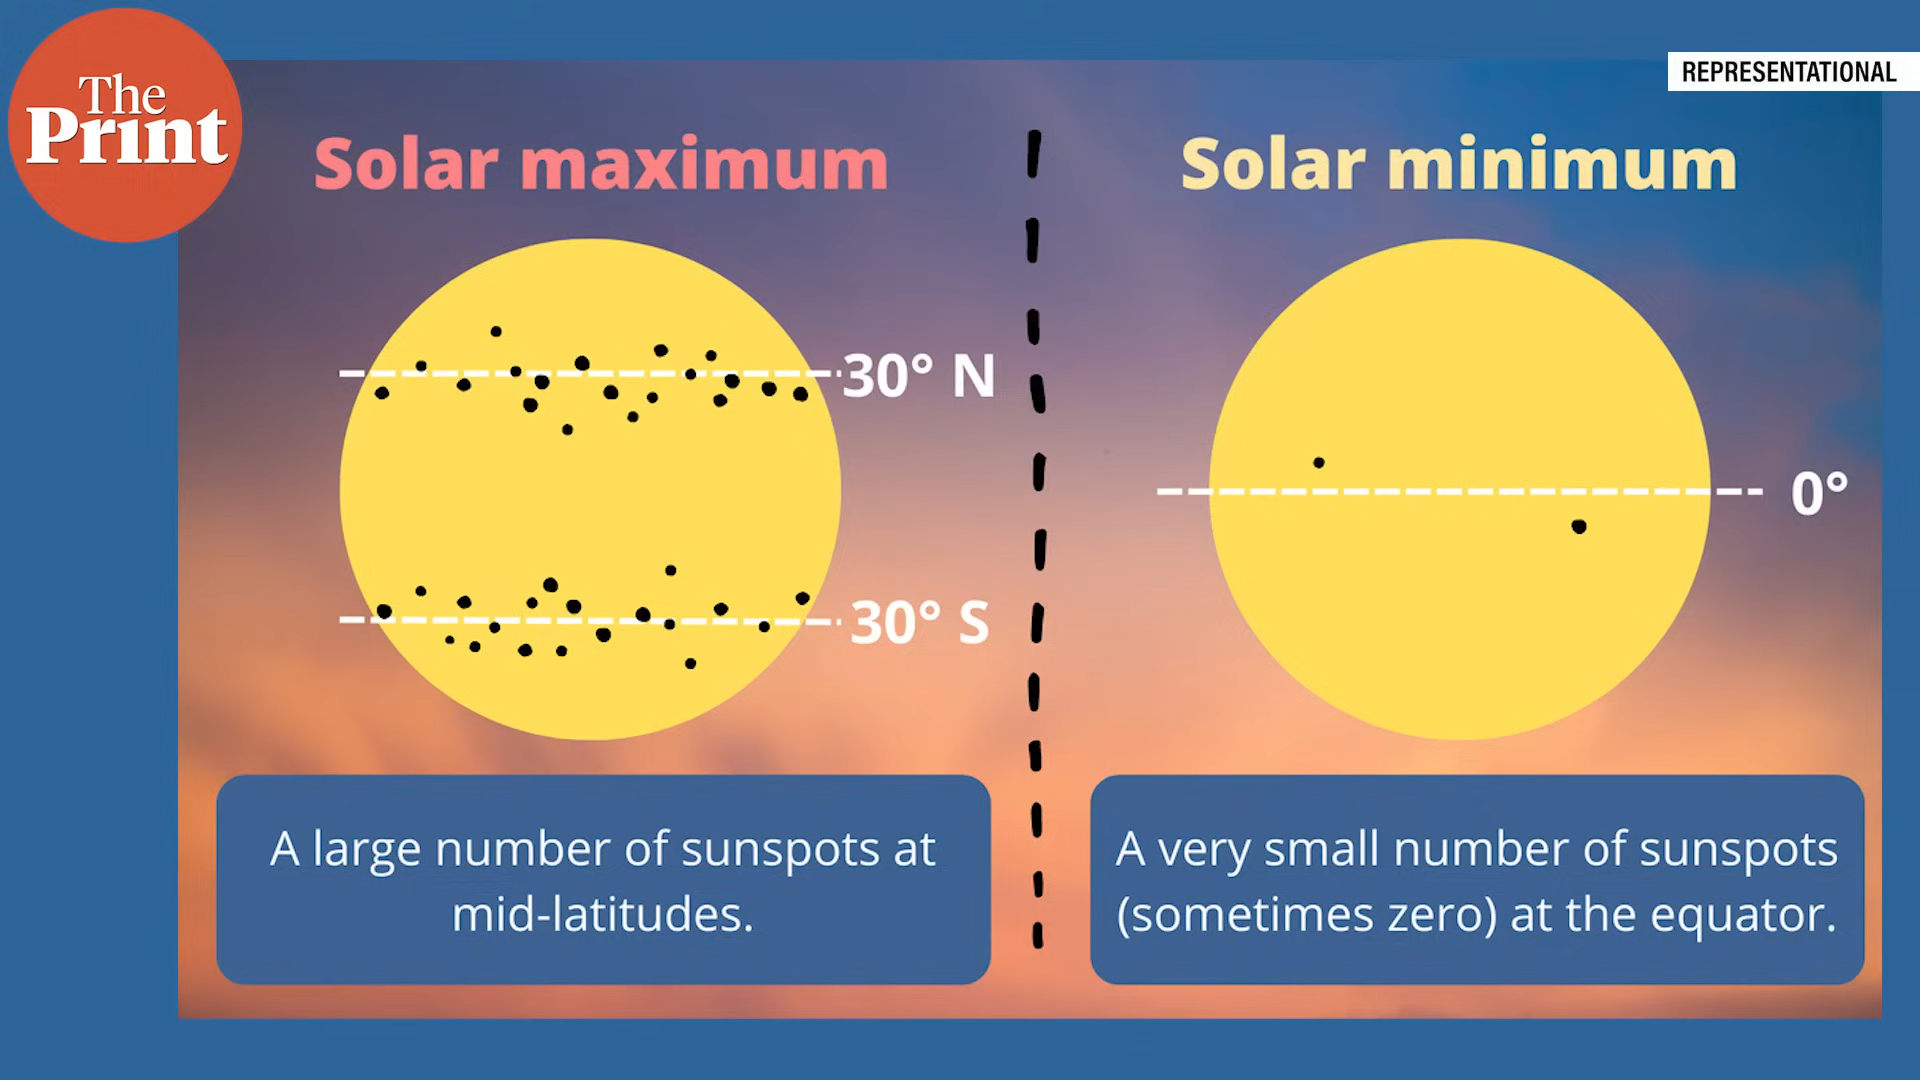 The
Print
REPRESENTATIONAL
Solar maximum
30° N
30° S
A large number of sunspots at
mid-latitudes.
Solar minimum
0°
A very small number of sunspots
(sometimes zero) at the equator.